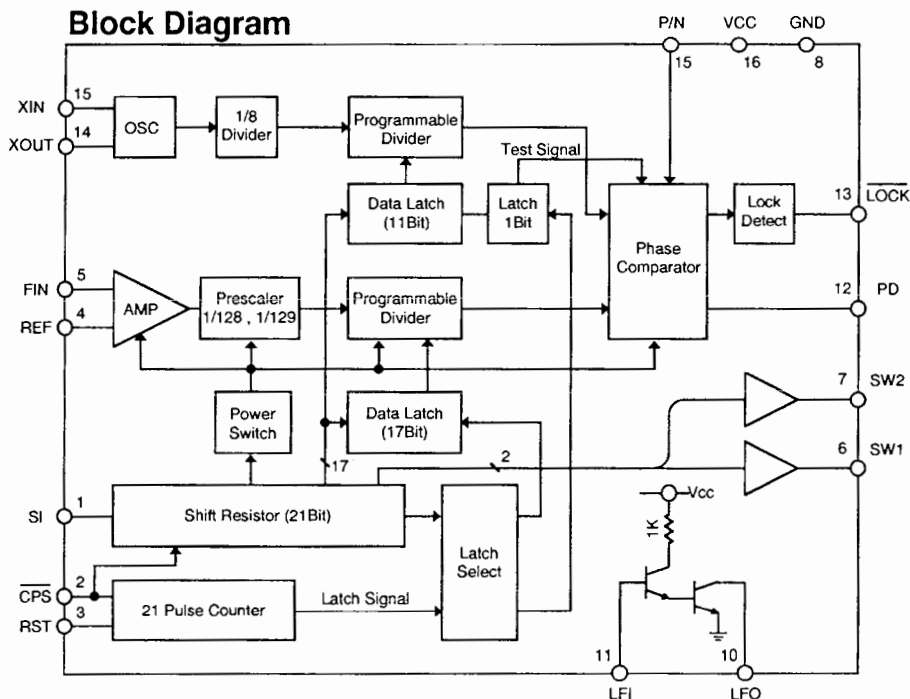 Block Diagram
P/N
VCC
GND
15
16
8
XIN
15
XOUT
14
OSC
1/8
Divider
Programmable
Divider
Test Signal
Data Latch
(11Bit)
Latch
1Bit
Phase
Comparator
Lock
Detect
13
LOCK
FIN
5
REF
4
AMP
Prescaler
1/128 , 1/129
Programmable
Divider
12
PD
Power
Switch
Data Latch
(17Bit)
7
SW2
17
2
6
SW1
SI
1
Shift Resistor (21Bit)
Latch
Select
Vcc
1K
CPS
2
RST
3
21 Pulse Counter
Latch Signal
11
10
LFI
LFO